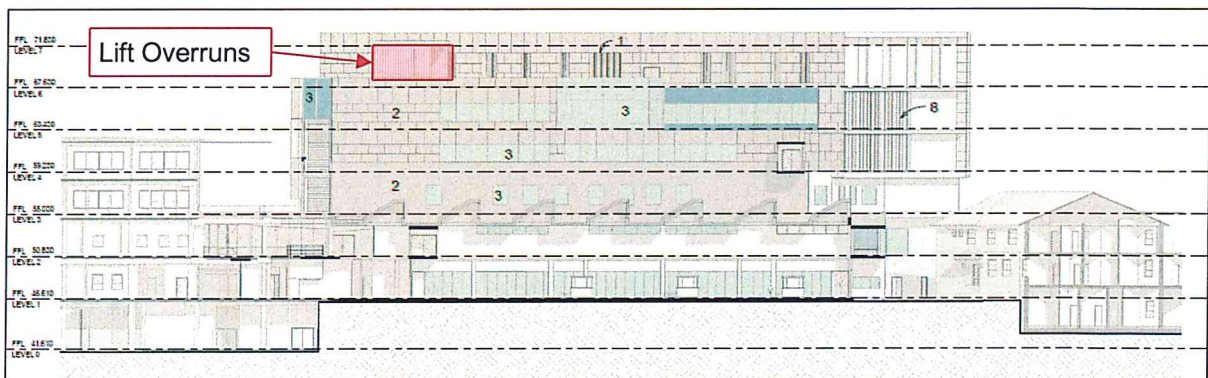 FFL 71.800
LEVEL 7
Lift Overruns
1
FFL 67.600
LEVEL 6
3
2
3
8
FFL 63.400
LEVEL 5
3
FFL 59.200
LEVEL 4
2
3
FFL 55.000
LEVEL 3
FFL 50.800
LEVEL 2
FFL 46.610
LEVEL 1
FFL 41.610
LEVEL 0